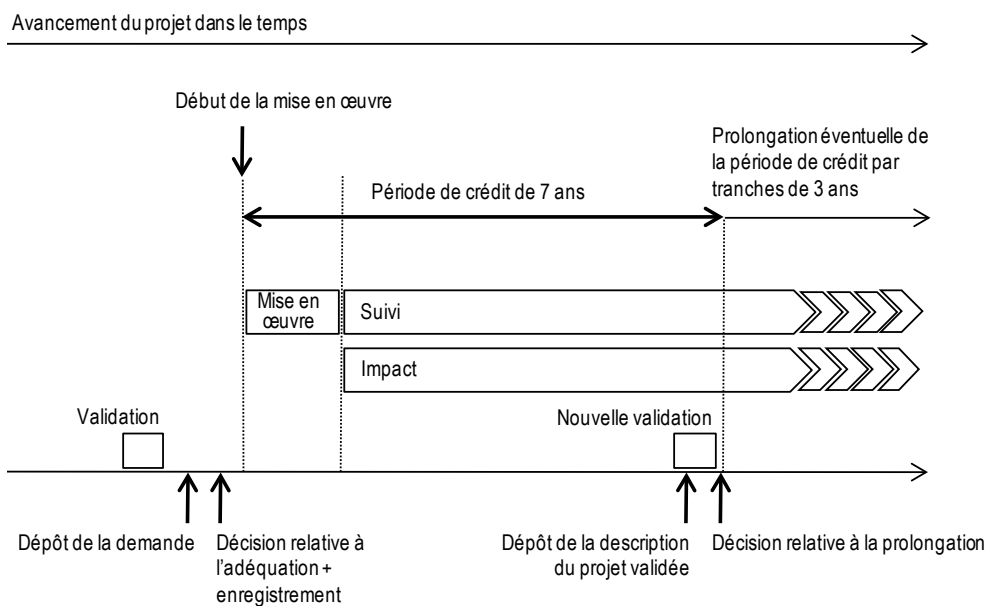 Avancement du projet dans le temps
Début de la mise en œuvre
Prolongation éventuelle de
la période de crédit par
tranches de 3 ans
Période de crédit de 7 ans
Mise en
œuvre
Suivi
Impact
Validation
Nouvelle validation
Dépôt de la demande
Décision relative à
l'adéquation +
enregistrement
Dépôt de la description
du projet validée
Décision relative à la prolongation